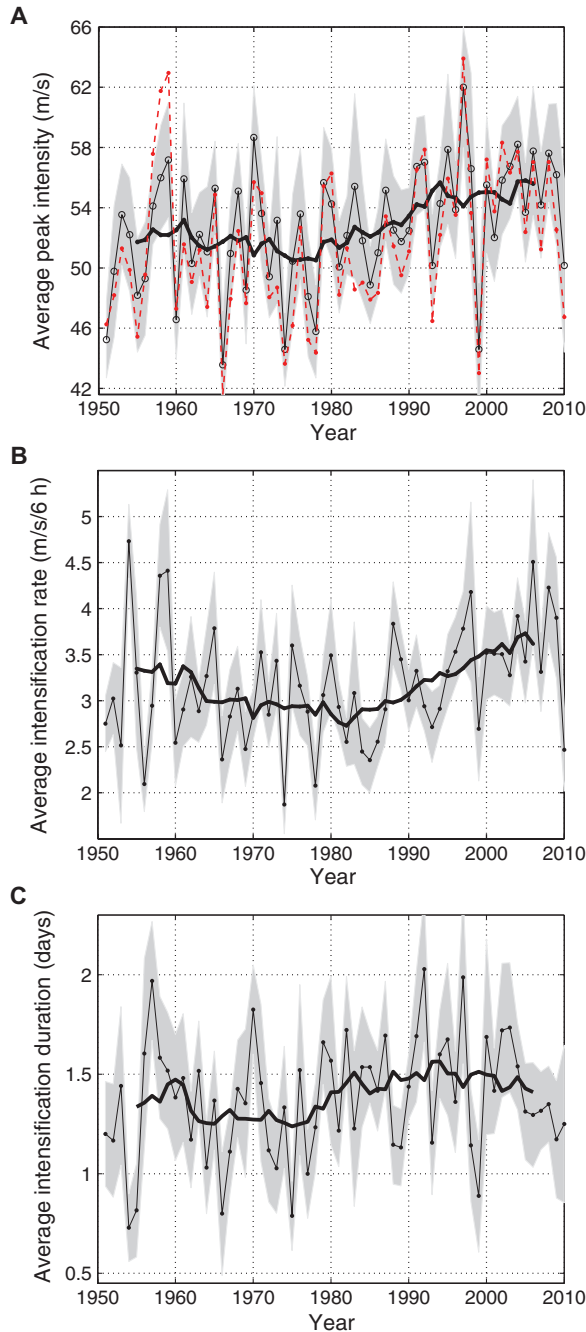 A
Average peak intensity (m/s)
66
62
58
54
50
46
42
1950 1960 1970 1980 1990 2000 2010
Year
B
Average intensification rate (m/s/6 h)
5
4.5
4
3.5
3
2.5
2
1950 1960 1970 1980 1990 2000 2010
Year
C
Average intensification duration (days)
2
1.5
1
0.5
1950 1960 1970 1980 1990 2000 2010
Year